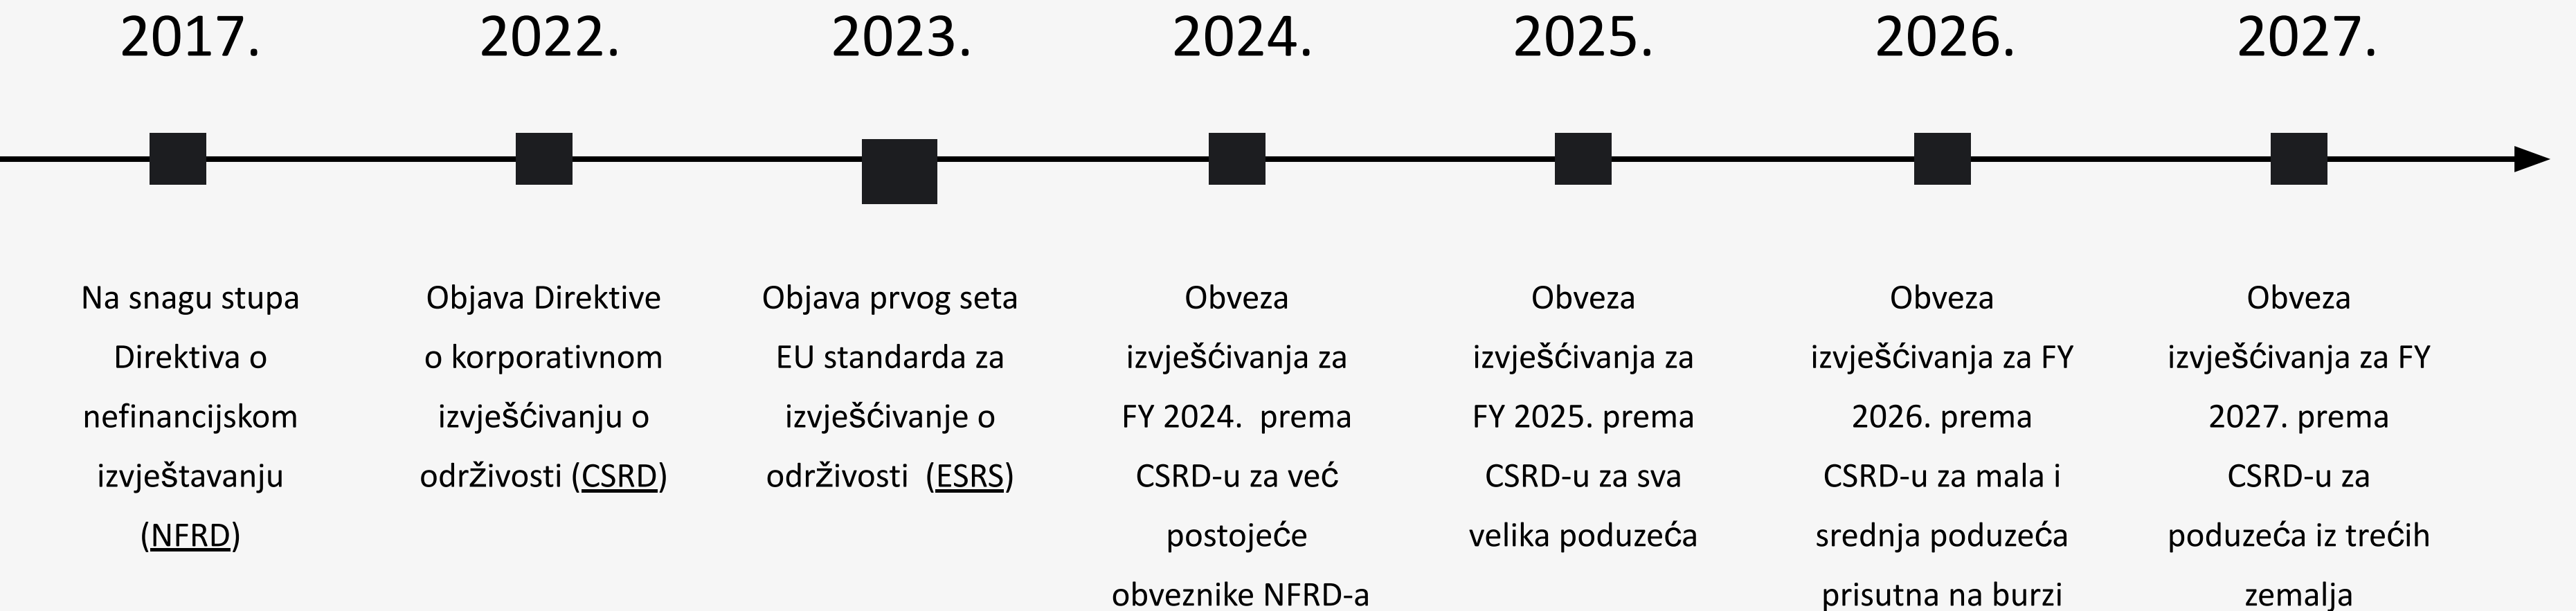 2017.
2022.
2023.
2024.
2025.
2026.
2027.
Na snagu stupa
Direktiva o
nefinancijskom
izvještavanju
(NFRD)
Objava Direktive
o korporativnom
izvješćivanju o
održivosti (CSRD)
Objava prvog seta
EU standarda za
izvješćivanje o
održivosti  (ESRS)
Obveza
izvješćivanja za
FY 2024.  prema
CSRD-u za već
postojeće
obveznike NFRD-a
Obveza
izvješćivanja za
FY 2025. prema
CSRD-u za sva
velika poduzeća
Obveza
izvješćivanja za FY
2026. prema
CSRD-u za mala i
srednja poduzeća
prisutna na burzi
Obveza
izvješćivanja za FY
2027. prema
CSRD-u za
poduzeća iz trećih
zemalja